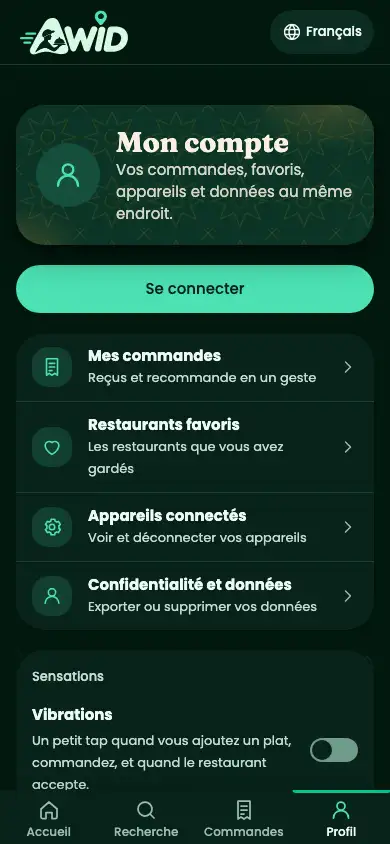 AWID
Français
Mon compte
Vos commandes, favoris,
appareils et données au même
endroit.
Se connecter
Mes commandes
Reçus et recommande en un geste
Restaurants favoris
Les restaurants que vous avez
gardés
Appareils connectés
Voir et déconnecter vos appareils
Confidentialité et données
Exporter ou supprimer vos données
Sensations
Vibrations
Un petit tap quand vous ajoutez un plat,
commandez, et quand le restaurant
accepte.
Accueil
Recherche
Commandes
Profil